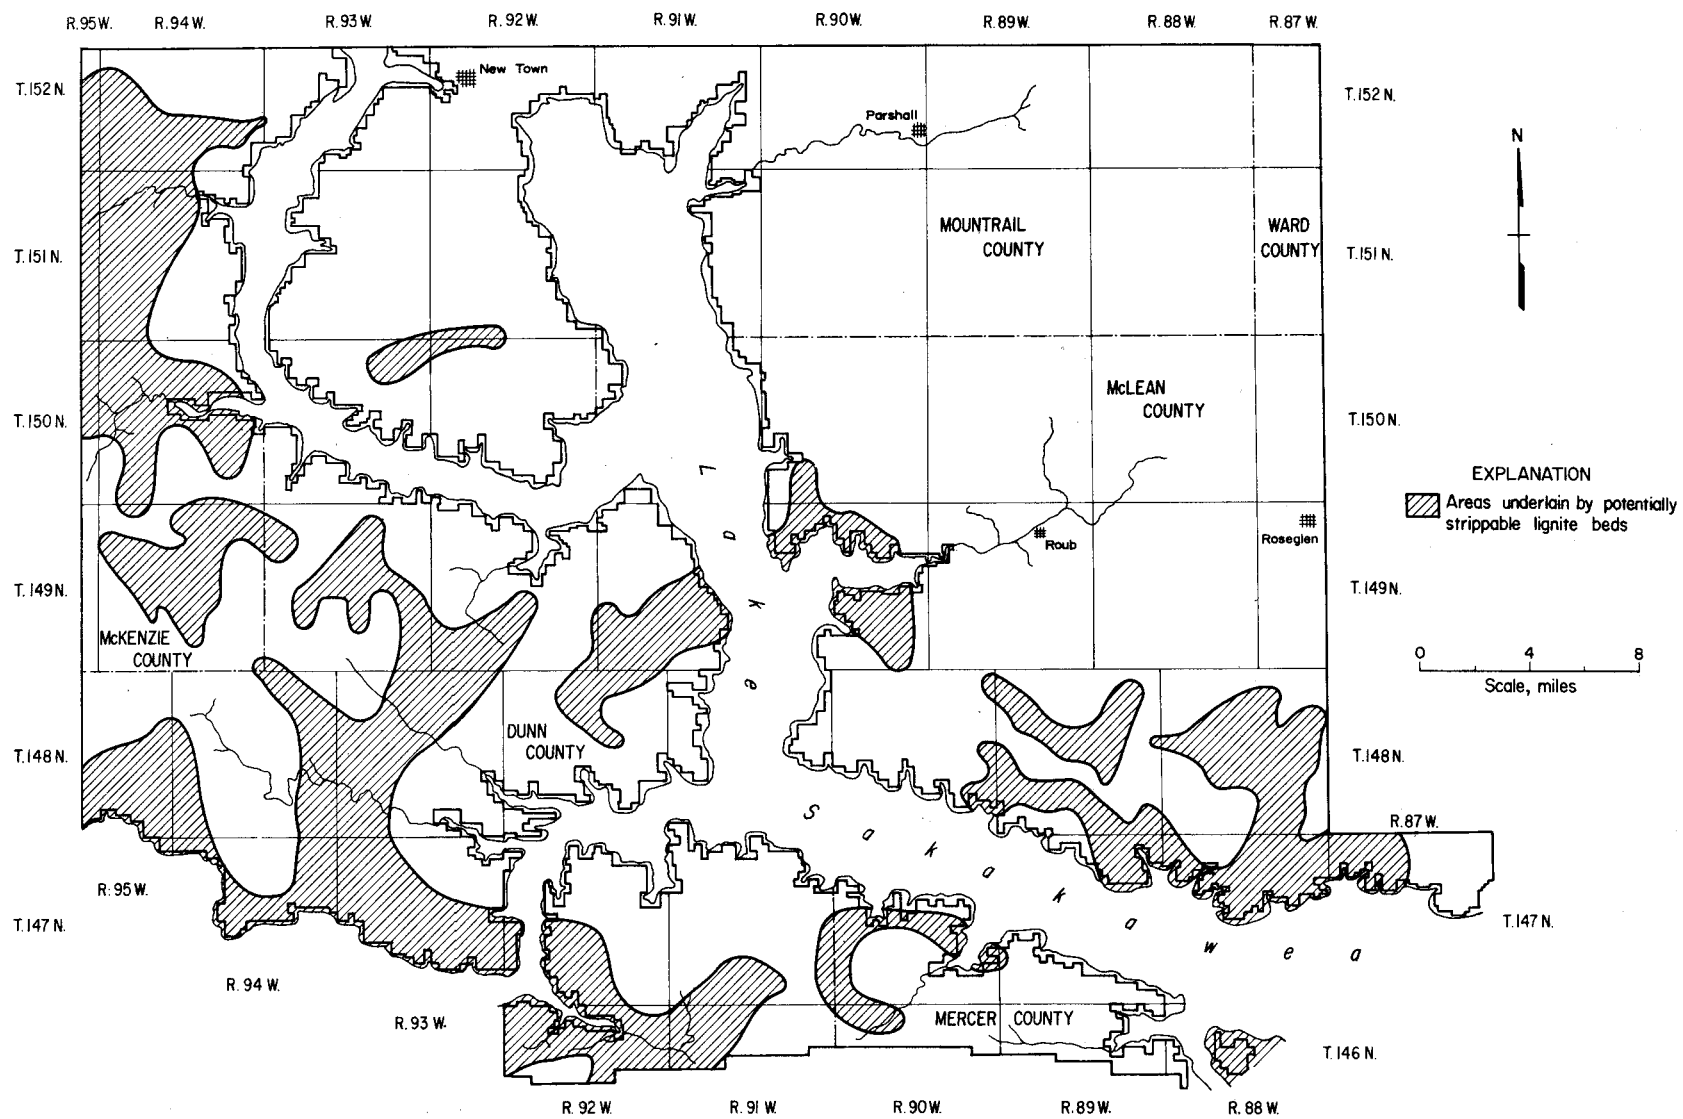 R.95W. R.94W. R.93W. R.92W. R.91W. R.90W. R.89W. R.88W. R.87W.
New Town
T.152N.
T.152N.
Parshall
N
MOUNTRAIL
COUNTY
WARD
COUNTY
T.151N.
T.151N.
McLEAN
COUNTY
T.150N.
T.150N.
Lake
EXPLANATION
Areas underlain by potentially
strippable lignite beds
Roseglen
Roub
T.149N.
T.149N.
McKENZIE
COUNTY
0 4 8
Scale, miles
DUNN
COUNTY
T.148N.
T.148N.
Sakakawea
R.87W.
R.95W.
T.147N.
T.147N.
R.94W.
R.93W.
MERCER COUNTY
T.146N.
R.92W. R.91W. R.90W. R.89W. R.88W.